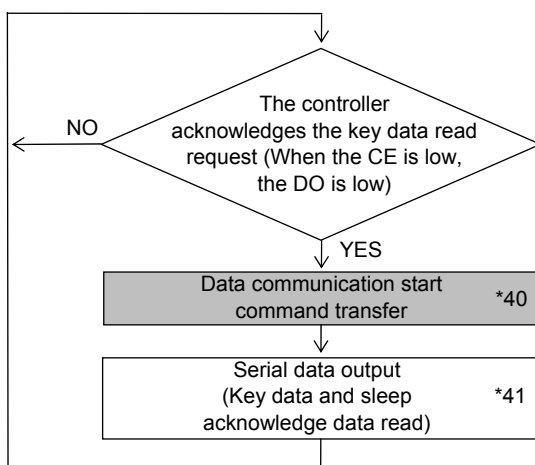 The controller
acknowledges the key data read
request (When the CE is low,
the DO is low)
NO
YES
Data communication start
command transfer
*40
Serial data output
(Key data and sleep
acknowledge data read)
*41